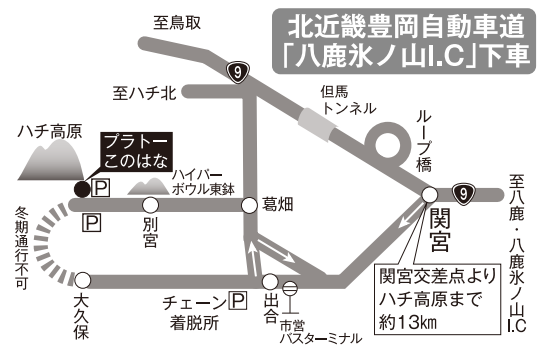 北近畿豊岡自動車道
「八鹿氷ノ山I.C」下車
至鳥取
9
至ハチ北
但馬
トンネル
ループ橋
ハチ高原
プラトー
このはな
P
P
ハイパー
ボウル東鉢
別宮
葛畑
関宮
9
至八鹿・八鹿氷ノ山I.C
冬期通行不可
関宮交差点より
ハチ高原まで
約13km
大久保
チェーン
着脱所
P
出合
市営
バスターミナル